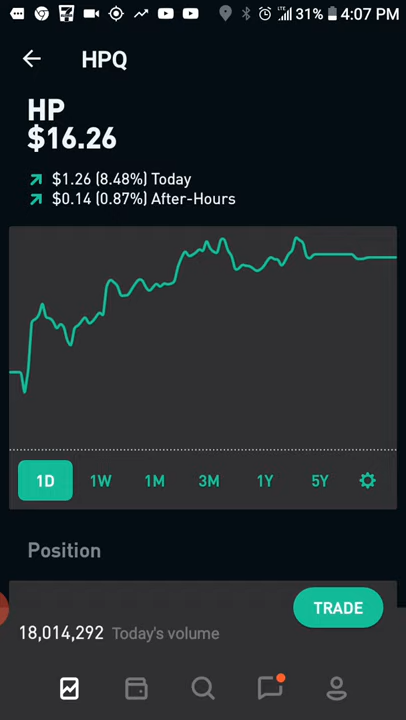 LTE 31% 4:07 PM
HPQ
HP
$16.26
$1.26 (8.48%) Today
$0.14 (0.87%) After-Hours
1D 1W 1M 3M 1Y 5Y
Position
TRADE
18,014,292 Today's volume